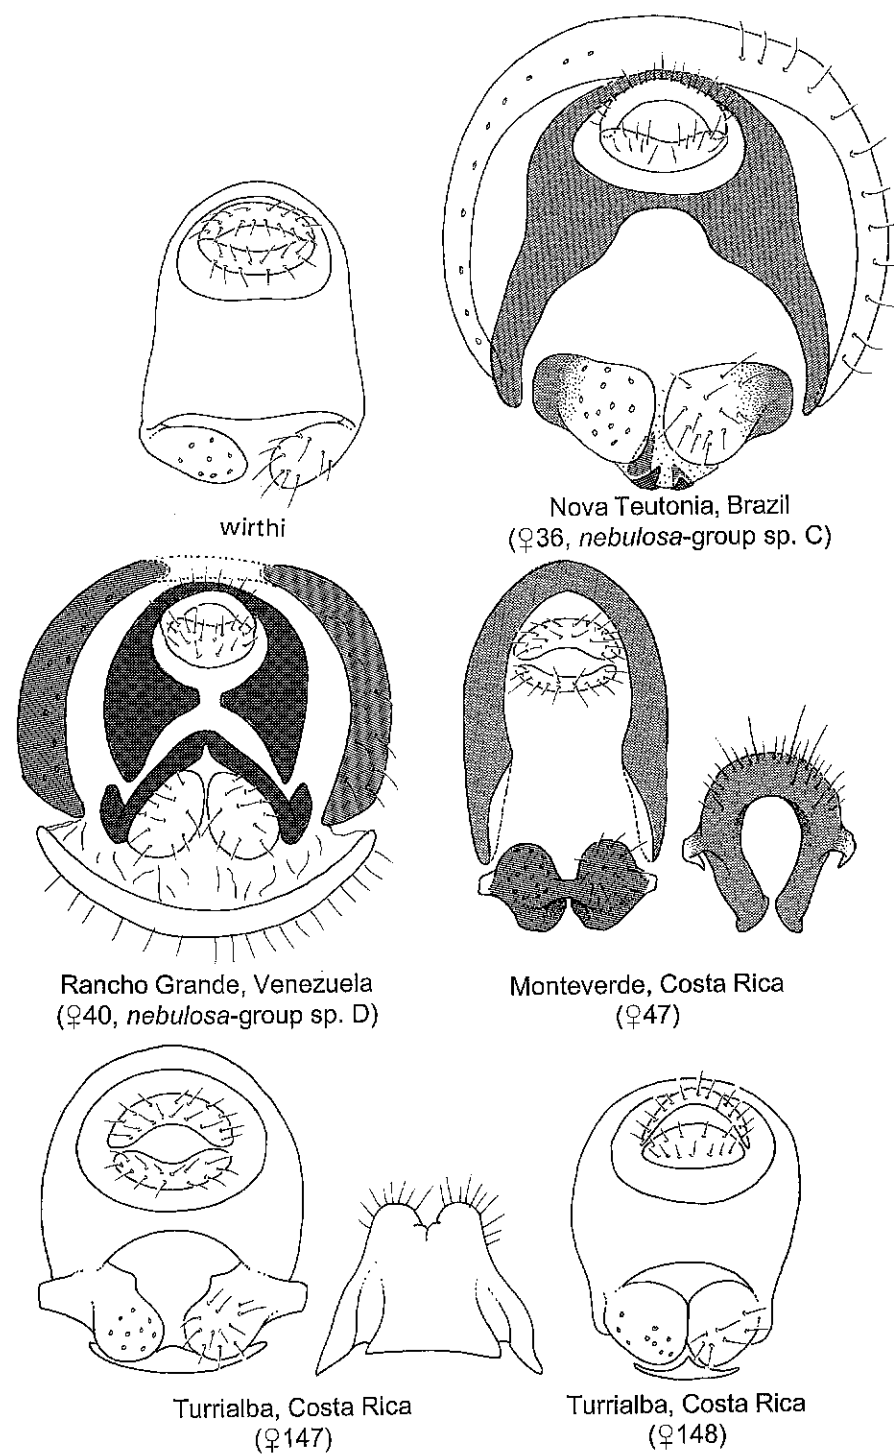 wirthi
Nova Teutonia, Brazil
(♀36, nebulosa-group sp. C)
Rancho Grande, Venezuela
(♀40, nebulosa-group sp. D)
Monteverde, Costa Rica
(♀47)
Turrialba, Costa Rica
(♀147)
Turrialba, Costa Rica
(♀148)